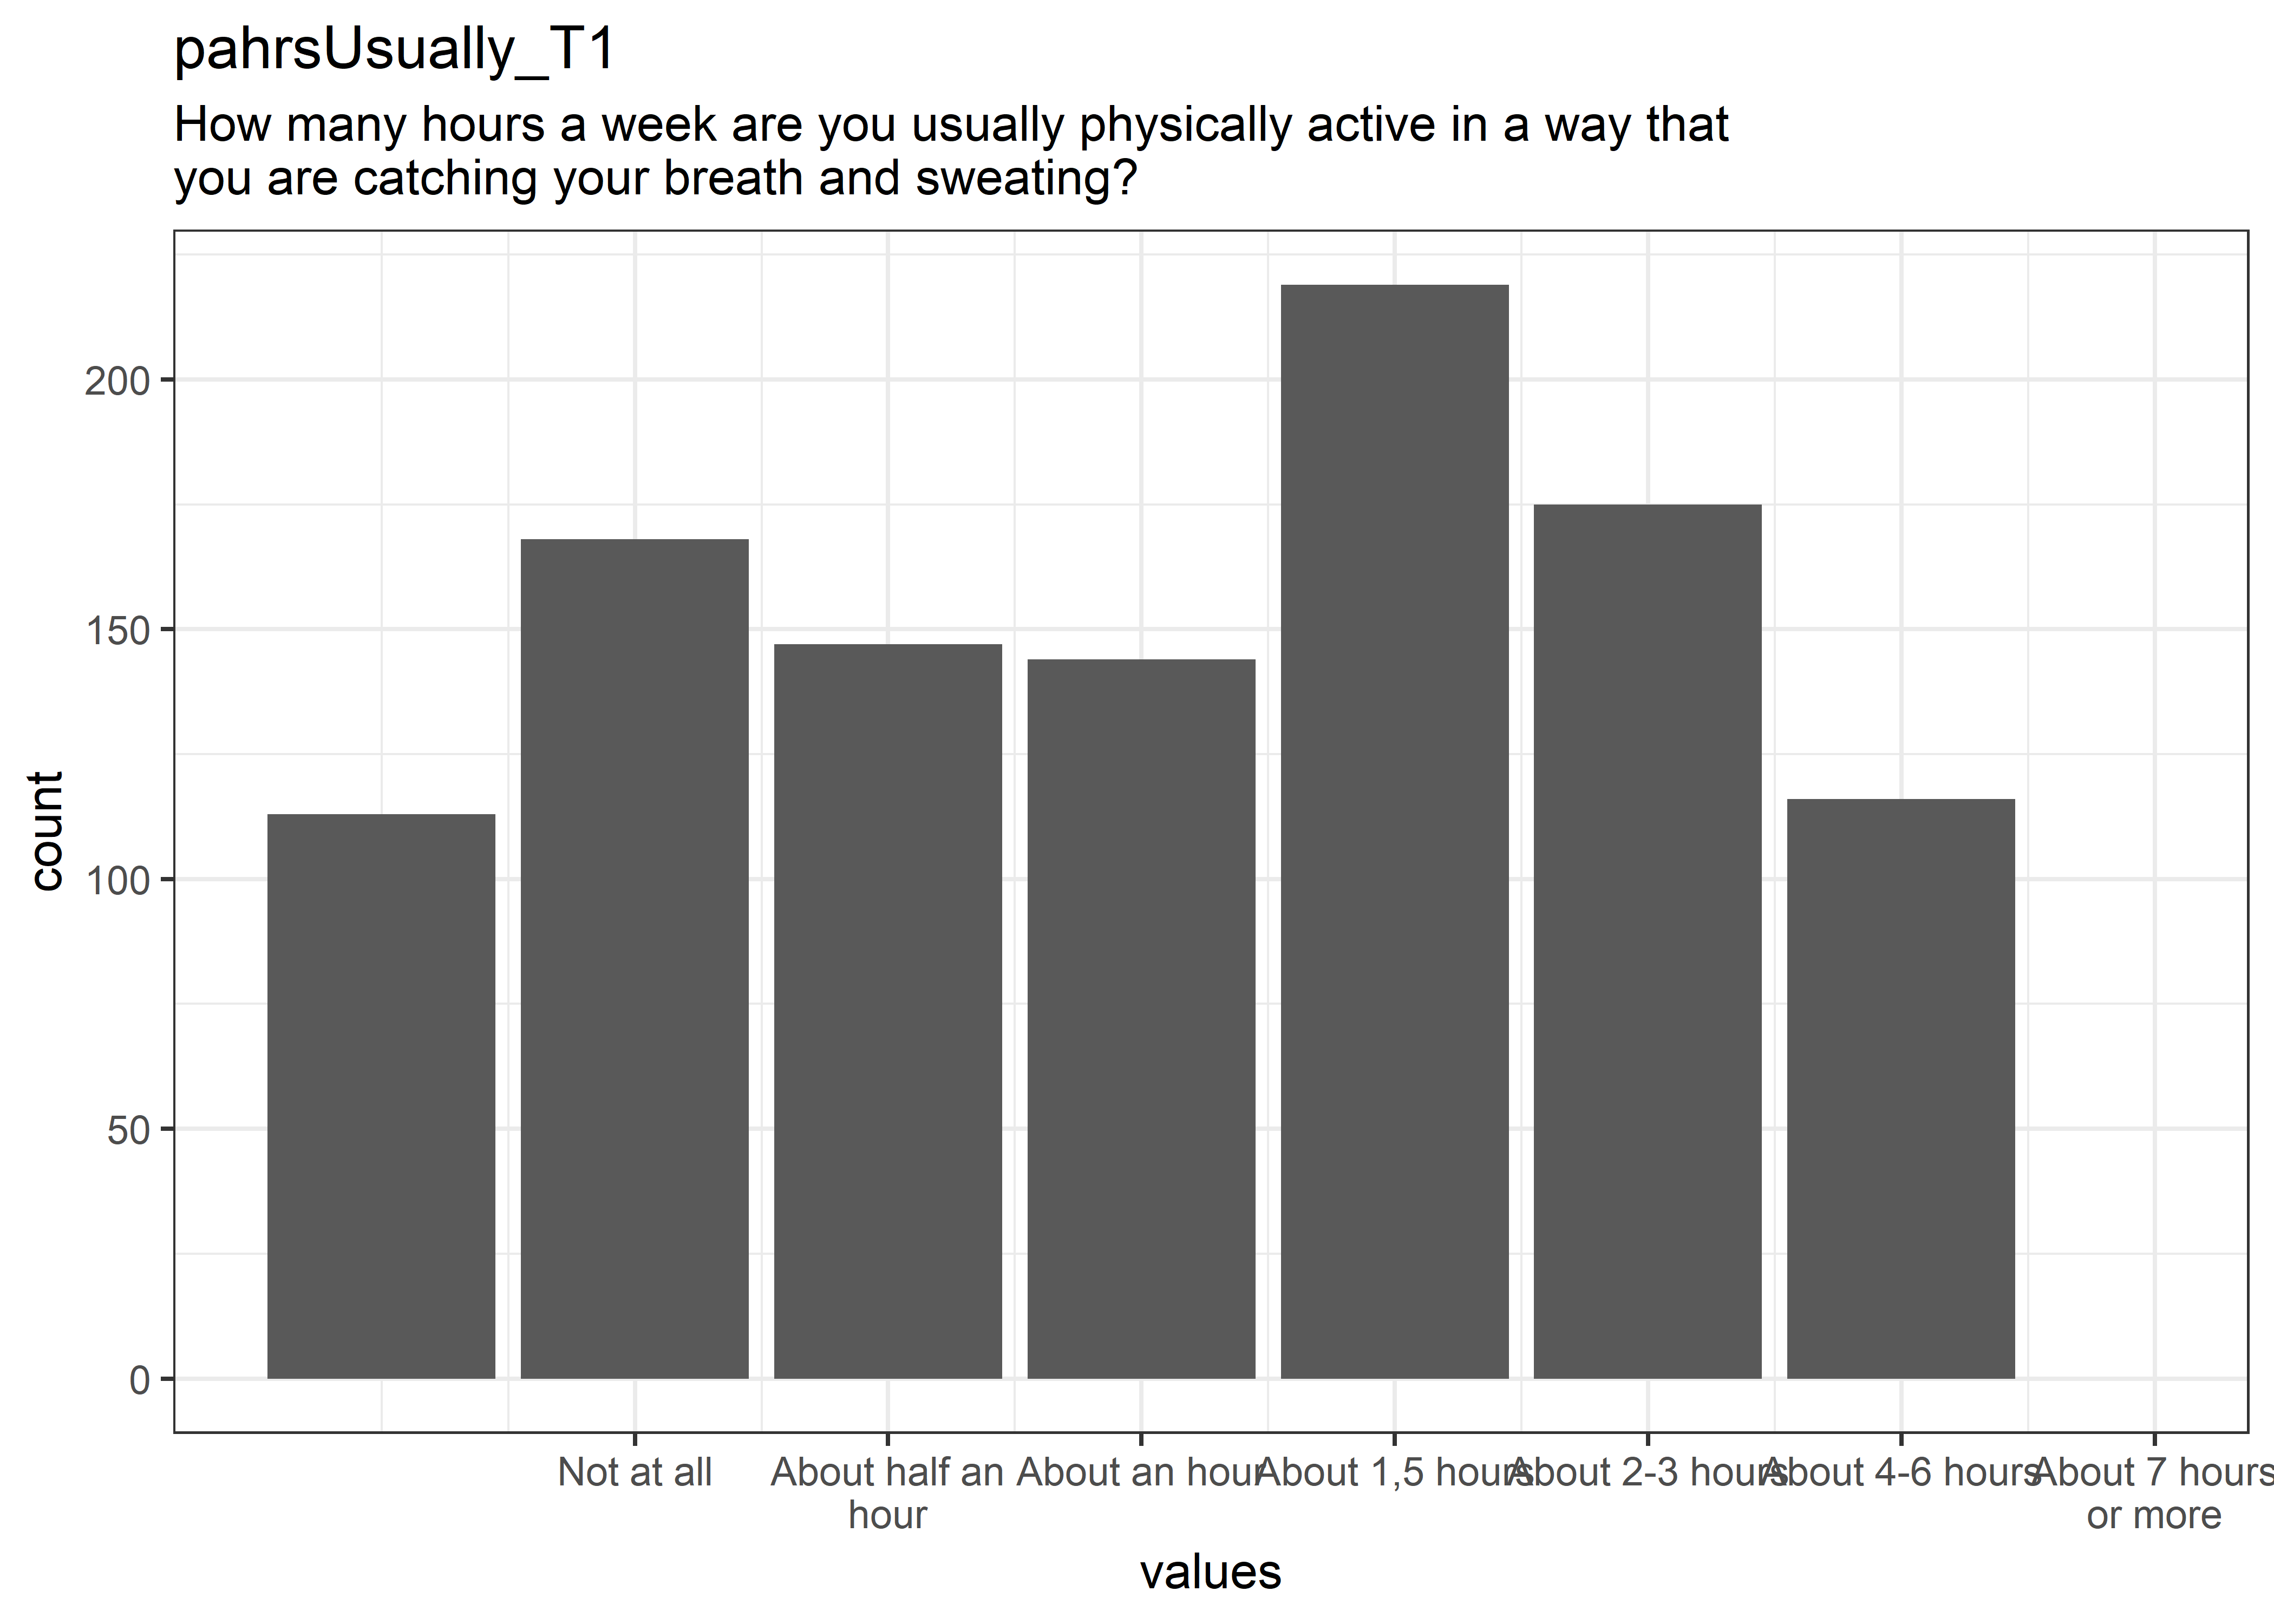 pahrsUsually_T1
How many hours a week are you usually physically active in a way that
you are catching your breath and sweating?
200
150
100
50
0
count
Not at all
About half an
hour
About an hour
About 1,5 hours
About 2-3 hours
About 4-6 hours
About 7 hours
or more
values